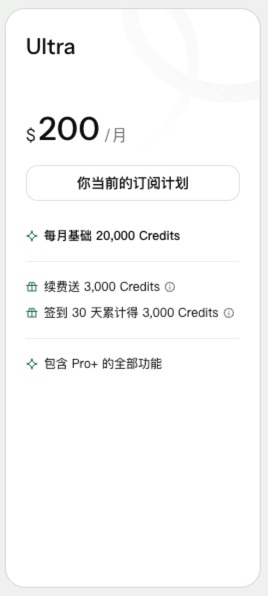 Ultra
$200 /月
你当前的订阅计划
每月基础 20,000 Credits
续费送 3,000 Credits
签到 30 天累计得 3,000 Credits
包含 Pro+ 的全部功能